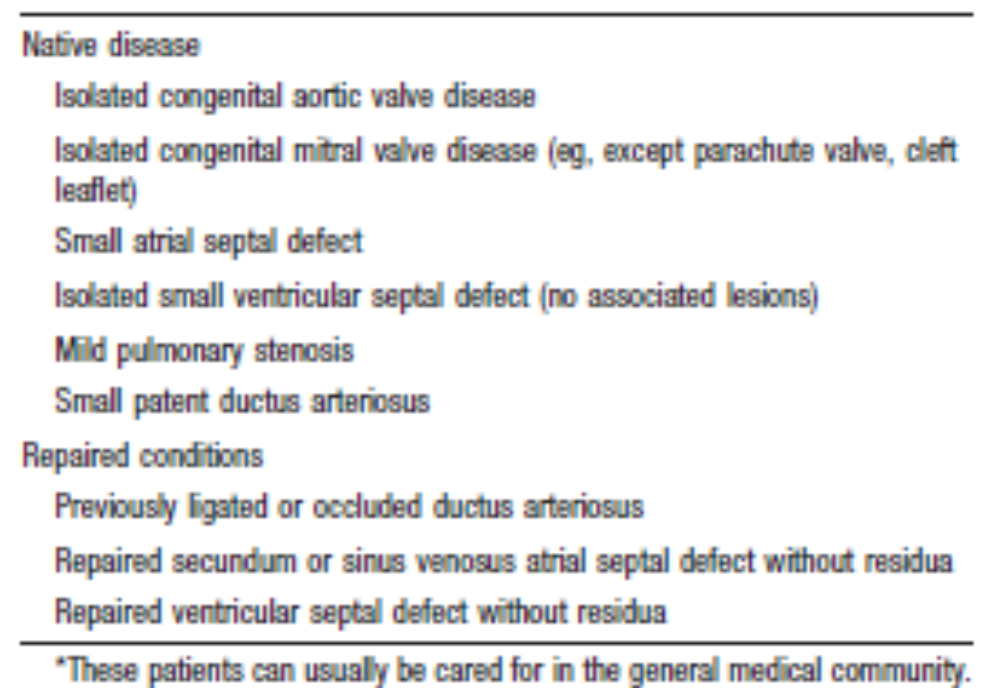 Native disease
Isolated congenital aortic valve disease
Isolated congenital mitral valve disease (eg, except parachute valve, cleft
leaflet)
Small atrial septal defect
Isolated small ventricular septal defect (no associated lesions)
Mild pulmonary stenosis
Small patent ductus arteriosus
Repaired conditions
Previously ligated or occluded ductus arteriosus
Repaired secundum or sinus venosus atrial septal defect without residua
Repaired ventricular septal defect without residua
*These patients can usually be cared for in the general medical community.